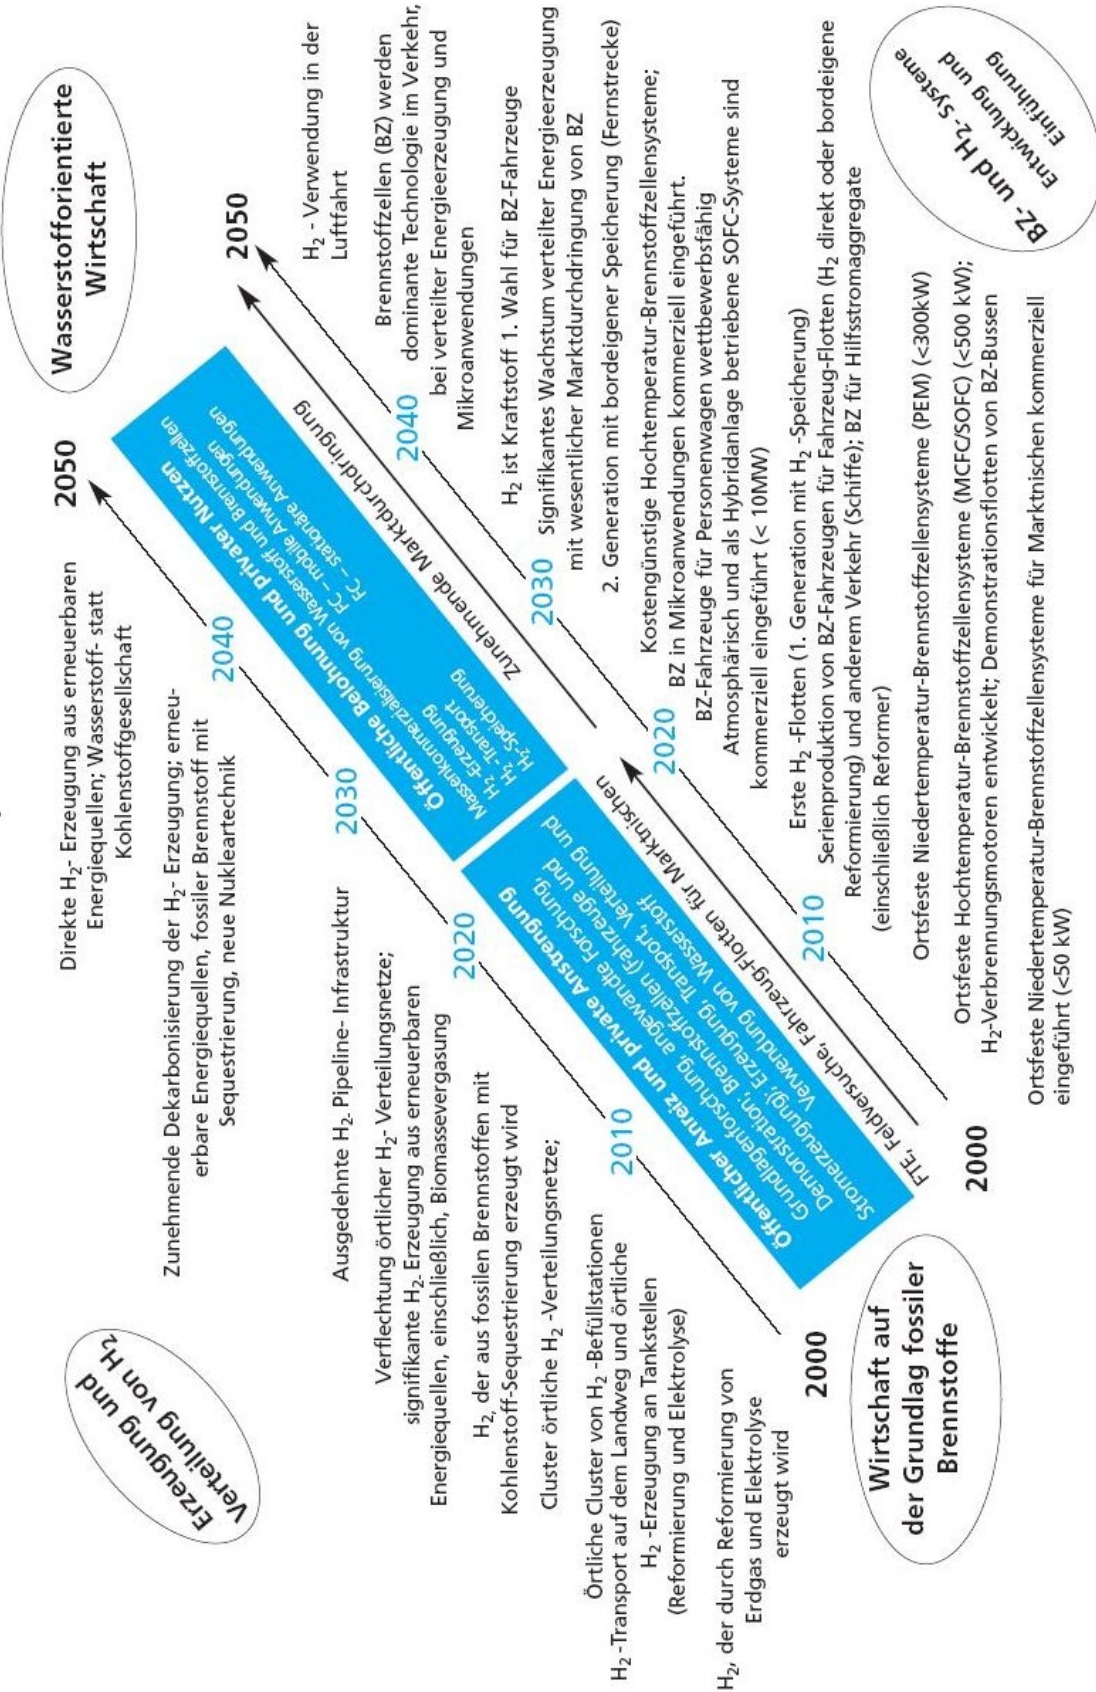 Wasserstofforientierte
Wirtschaft
Erzeugung und
Verteilung von H₂
2050
Direkte H₂- Erzeugung aus erneuerbaren
Energiequellen; Wasserstoff- statt
Kohlenstoffgesellschaft
2040
Zunehmende Dekarbonisierung der H₂- Erzeugung; erneu-
erbare Energiequellen, fossiler Brennstoff mit
Sequestrierung, neue Nukleartechnik
2030
Ausgedehnte H₂- Pipeline- Infrastruktur
Verflechtung örtlicher H₂- Verteilungsnetze;
signifikante H₂- Erzeugung aus erneuerbaren
Energiequellen, einschließlich, Biomassevergasung
2020
H₂, der aus fossilen Brennstoffen mit
Kohlenstoff-Sequestrierung erzeugt wird
Cluster örtliche H₂ -Verteilungsnetze;
2010
Örtliche Cluster von H₂ -Befüllstationen
H₂ -Transport auf dem Landweg und örtliche
H₂ -Erzeugung an Tankstellen
(Reformierung und Elektrolyse)
H₂, der durch Reformierung von
Erdgas und Elektrolyse
erzeugt wird
2000
Wirtschaft auf
der Grundlag fossiler
Brennstoffe
Öffentliche Belohnung und privater Nutzen
Massenkommerzialisierung von Wasserstoff und Brennstoffzellen
H₂ -Erzeugung
H₂ -Transport
H₂-Speicherung
FC – mobile Anwendungen
FC – stationäre Anwendungen
Zunehmende Marktdurchdringung
Öffentlicher Anreiz und private Anstrengung
Grundlagenforschung, angewandte Forschung,
Demonstration; Brennstoffzellen (Fahrzeuge und
Stromerzeugung); Erzeugung, Transport, Verteilung und
Verwendung von Wasserstoff
FTE, Feldversuche, Fahrzeug-Flotten für Marktnischen
2050
H₂ - Verwendung in der
Luftfahrt
Brennstoffzellen (BZ) werden
dominante Technologie im Verkehr,
bei verteilter Energieerzeugung und
Mikroanwendungen
2040
H₂ ist Kraftstoff 1. Wahl für BZ-Fahrzeuge
Signifikantes Wachstum verteilter Energieerzeugung
mit wesentlicher Marktdurchdringung von BZ
2030
2. Generation mit bordeigener Speicherung (Fernstrecke)
Kostengünstige Hochtemperatur-Brennstoffzellensysteme;
BZ in Mikroanwendungen kommerziell eingeführt.
BZ-Fahrzeuge für Personenwagen wettbewerbsfähig
Atmosphärisch und als Hybridanlage betriebene SOFC-Systeme sind
kommerziell eingeführt (< 10MW)
2020
Erste H₂ -Flotten (1. Generation mit H₂ -Speicherung)
Serienproduktion von BZ-Fahrzeugen für Fahrzeug-Flotten (H₂ direkt oder bordeigene
Reformierung) und anderem Verkehr (Schiffe); BZ für Hilfsstromaggregate
(einschließlich Reformer)
2010
Ortsfeste Niedertemperatur-Brennstoffzellensysteme (PEM) (<300kW)
Ortsfeste Hochtemperatur-Brennstoffzellensysteme (MCFC/SOFC) (<500 kW);
H₂-Verbrennungsmotoren entwickelt; Demonstrationsflotten von BZ-Bussen
Ortsfeste Niedertemperatur-Brennstoffzellensysteme für Marktnischen kommerziell
eingeführt (<50 kW)
2000
BZ- und H₂- Systeme
Entwicklung und
Einführung